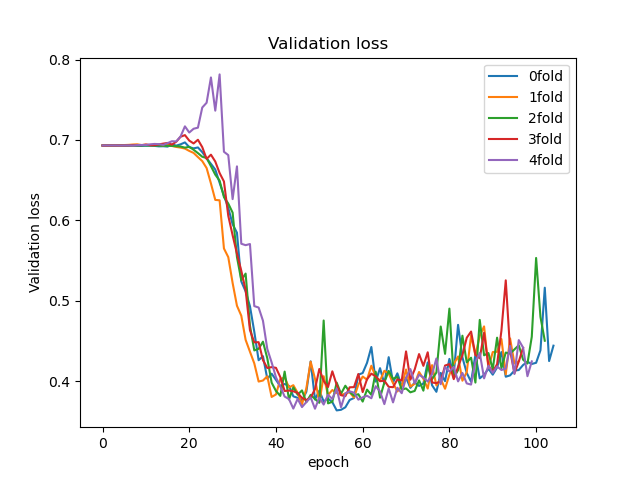 Validation loss
0.8
0.7
0.6
0.5
0.4
Validation loss
0fold
1fold
2fold
3fold
4fold
0 20 40 60 80 100
epoch